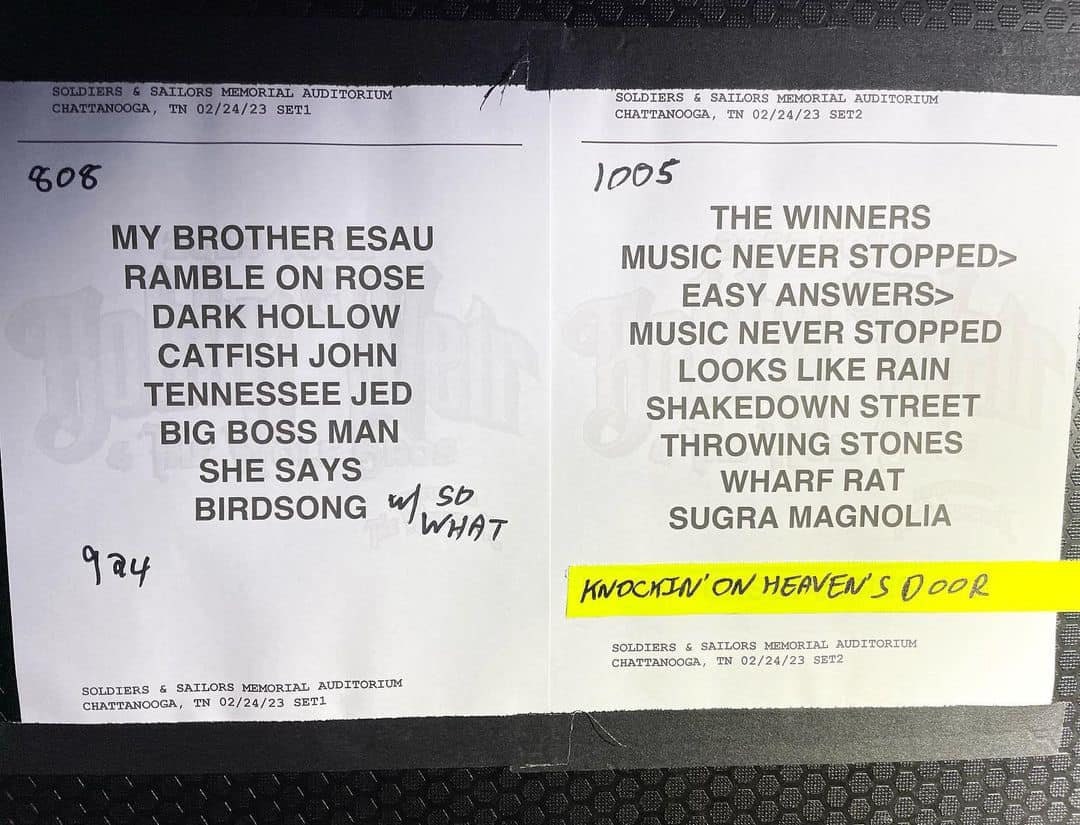 SOLDIERS & SAILORS MEMORIAL AUDITORIUM
CHATTANOOGA, TN 02/24/23 SET1
808
MY BROTHER ESAU
RAMBLE ON ROSE
DARK HOLLOW
CATFISH JOHN
TENNESSEE JED
BIG BOSS MAN
SHE SAYS
BIRDSONG w/ SO
WHAT
924
SOLDIERS & SAILORS MEMORIAL AUDITORIUM
CHATTANOOGA, TN 02/24/23 SET1
SOLDIERS & SAILORS MEMORIAL AUDITORIUM
CHATTANOOGA, TN 02/24/23 SET2
1005
THE WINNERS
MUSIC NEVER STOPPED>
EASY ANSWERS>
MUSIC NEVER STOPPED
LOOKS LIKE RAIN
SHAKEDOWN STREET
THROWING STONES
WHARF RAT
SUGRA MAGNOLIA
KNOCKIN' ON HEAVEN'S DOOR
SOLDIERS & SAILORS MEMORIAL AUDITORIUM
CHATTANOOGA, TN 02/24/23 SET2